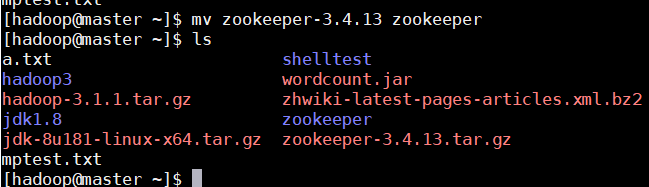 mptest.txt
[hadoop@master ~]$ mv zookeeper-3.4.13 zookeeper
[hadoop@master ~]$ ls
a.txt shelltest
hadoop3 wordcount.jar
hadoop-3.1.1.tar.gz zhwiki-latest-pages-articles.xml.bz2
jdk1.8 zookeeper
jdk-8u181-linux-x64.tar.gz zookeeper-3.4.13.tar.gz
mptest.txt
[hadoop@master ~]$